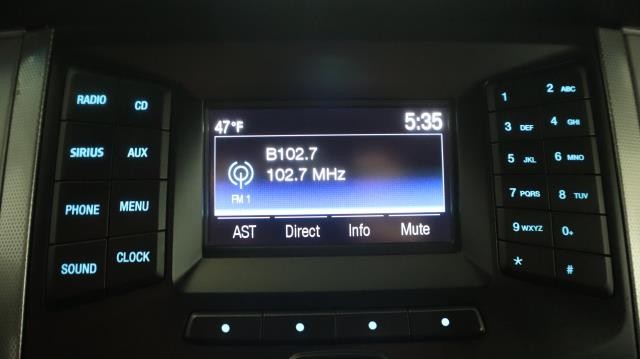 RADIO
CD
SIRIUS
AUX
PHONE
MENU
SOUND
CLOCK
47°F
5:35
B102.7
102.7 MHz
FM 1
AST Direct Info Mute
1
2 ABC
3 DEF
4 GHI
5 JKL
6 MNO
7 PQRS
8 TUV
9 WXYZ
0+
*
#